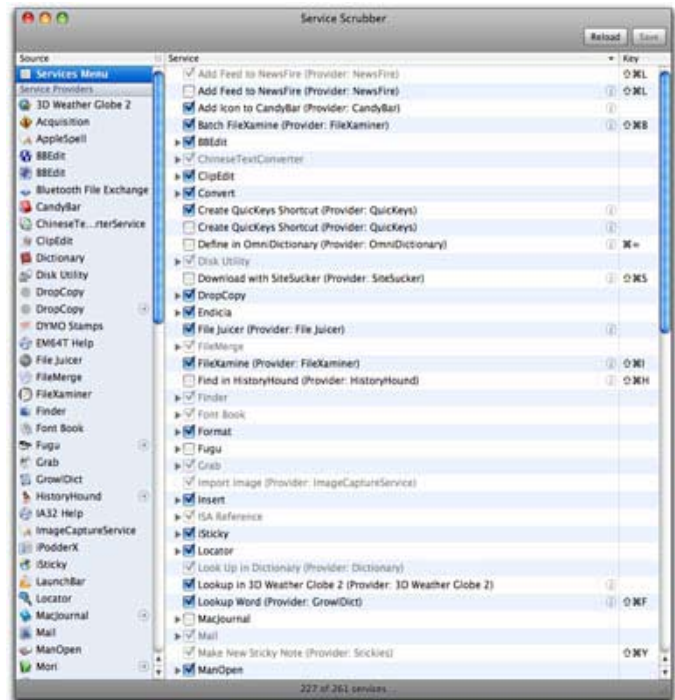 Service Scrubber
Reload Save
Source
Services Menu
Service Providers
3D Weather Globe 2
Acquisition
AppleSpell
BBEdit
BBEdit
Bluetooth File Exchange
CandyBar
ChineseTe...rterService
ClipEdit
Dictionary
Disk Utility
DropCopy
DropCopy
DYMO Stamps
EM64T Help
File Juicer
FileMerge
FileXaminer
Finder
Font Book
Fugu
Grab
GrowlDict
HistoryHound
IA32 Help
ImageCaptureService
iPodderX
iSticky
LaunchBar
Locator
MacJournal
Mail
ManOpen
Mori
Service Key
Add Feed to NewsFire (Provider: NewsFire) ⇧⌘L
Add Feed to NewsFire (Provider: NewsFire) ⇧⌘L
Add Icon to CandyBar (Provider: CandyBar)
Batch FileXamine (Provider: FileXaminer) ⇧⌘B
BBEdit
ChineseTextConverter
ClipEdit
Convert
Create QuicKeys Shortcut (Provider: QuicKeys)
Create QuicKeys Shortcut (Provider: QuicKeys)
Define in OmniDictionary (Provider: OmniDictionary) ⌘=
Disk Utility
Download with SiteSucker (Provider: SiteSucker) ⇧⌘S
DropCopy
Endicia
File Juicer (Provider: File Juicer)
FileMerge
FileXamine (Provider: FileXaminer) ⇧⌘I
Find in HistoryHound (Provider: HistoryHound) ⇧⌘H
Finder
Font Book
Format
Fugu
Grab
Import Image (Provider: ImageCaptureService)
Insert
ISA Reference
iSticky
Locator
Look Up in Dictionary (Provider: Dictionary)
Lookup in 3D Weather Globe 2 (Provider: 3D Weather Globe 2)
Lookup Word (Provider: GrowlDict) ⇧⌘F
MacJournal
Mail
Make New Sticky Note (Provider: Stickies) ⇧⌘Y
ManOpen
227 of 261 services